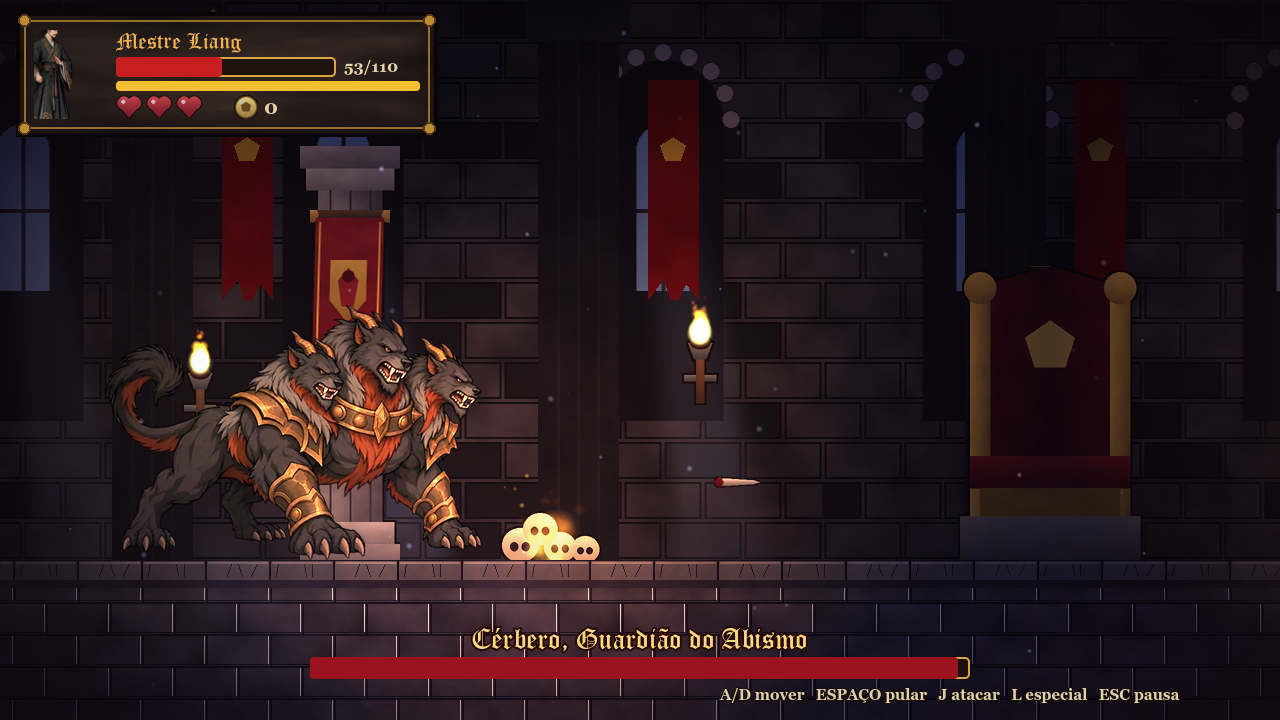 Mestre Liang
53/110
0
Cérbero, Guardião do Abismo
A/D mover ESPAÇO pular J atacar L especial ESC pausa